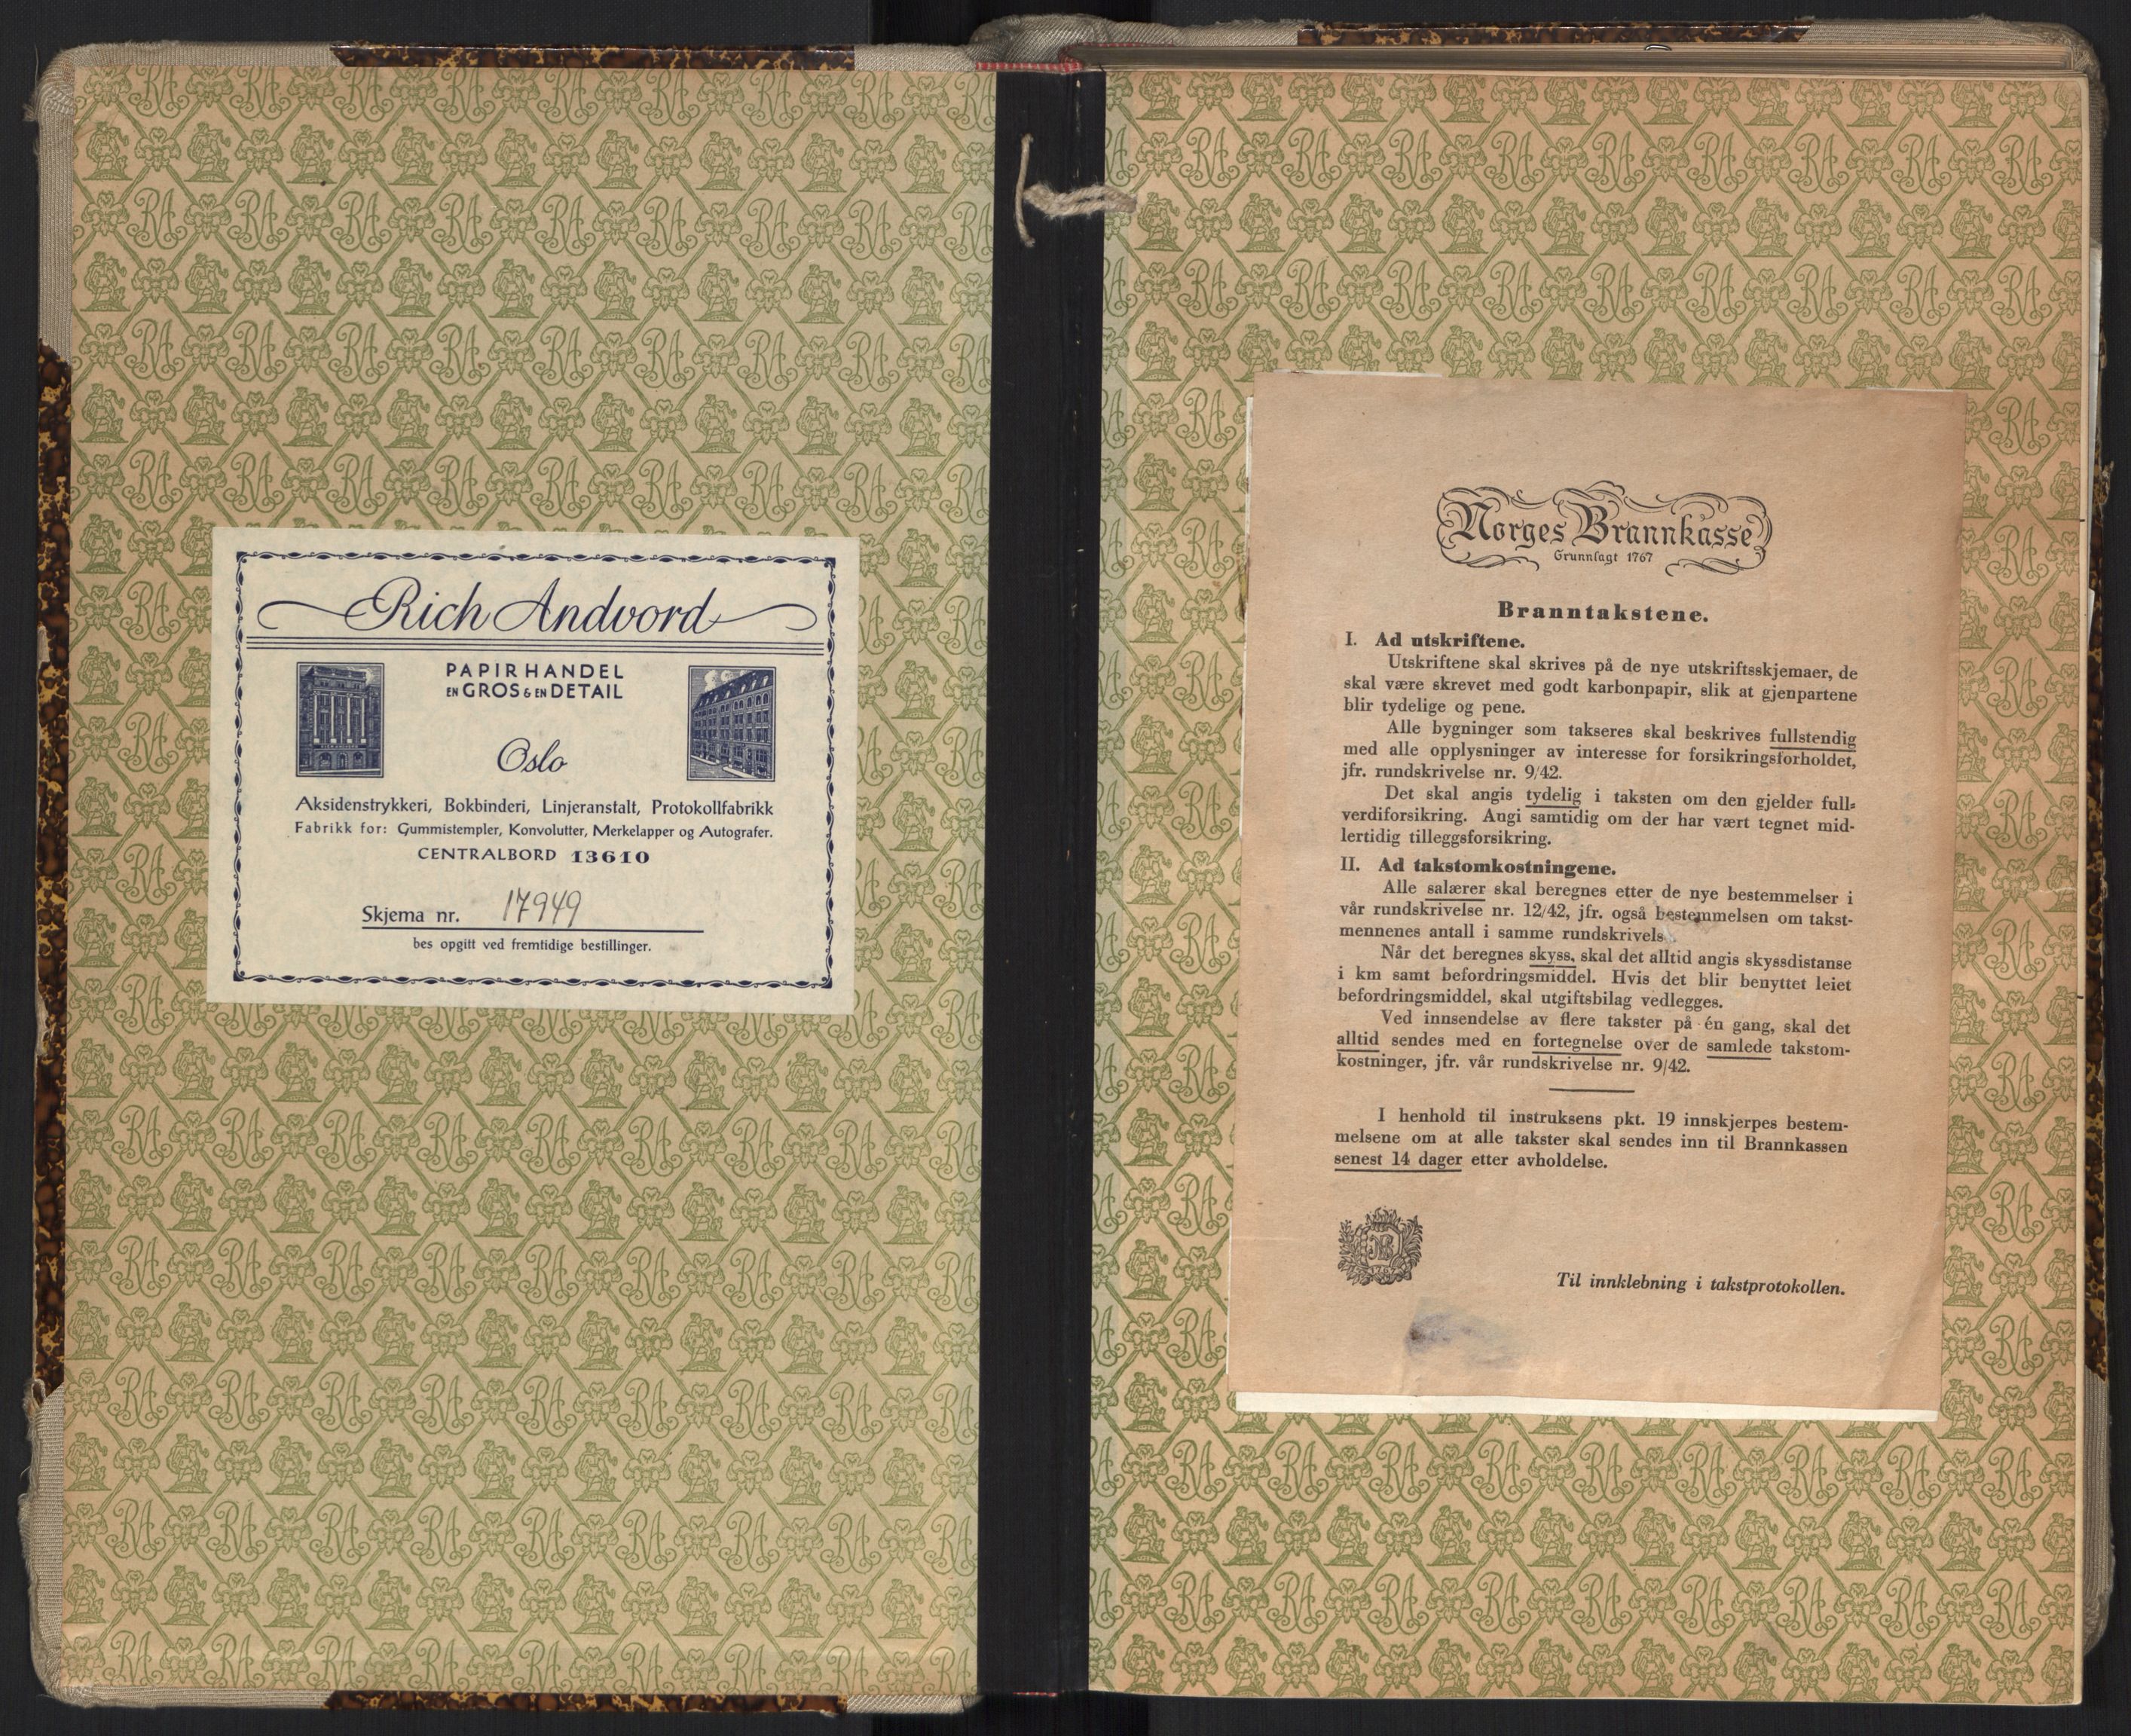 Rich Andvord
PAPIRHANDEL
EN GROS & EN DETAIL
Oslo
Aksidenstrykkeri, Bokbinderi, Linjeranstalt, Protokollfabrikk
Fabrikk for: Gummistempler, Konvolutter, Merkelapper og Autografer.
CENTRALBORD 13610
Skjema nr. 17949
bes opgitt ved fremtidige bestillinger.
Norges Brannkasse
Grunnlagt 1767
Branntakstene.
I. Ad utskriftene.
Utskriftene skal skrives på de nye utskriftsskjemaer, de
skal være skrevet med godt karbonpapir, slik at gjenpartene
blir tydelige og pene.
Alle bygninger som takseres skal beskrives fullstendig
med alle opplysninger av interesse for forsikringsforholdet,
jfr. rundskrivelse nr. 9/42.
Det skal angis tydelig i taksten om den gjelder full-
verdiforsikring. Angi samtidig om der har vært tegnet mid-
lertidig tilleggsforsikring.
II. Ad takstomkostningene.
Alle salærer skal beregnes etter de nye bestemmelser i
vår rundskrivelse nr. 12/42, jfr. også bestemmelsen om takst-
mennenes antall i samme rundskrivels
Når det beregnes skyss, skal det alltid angis skyssdistanse
i km samt befordringsmiddel. Hvis det blir benyttet leiet
befordringsmiddel, skal utgiftsbilag vedlegges.
Ved innsendelse av flere takster på én gang, skal det
alltid sendes med en fortegnelse over de samlede takstom-
kostninger, jfr. vår rundskrivelse nr. 9/42.
I henhold til instruksens pkt. 19 innskjerpes bestem-
melsene om at alle takster skal sendes inn til Brannkassen
senest 14 dager etter avholdelse.
Til innklebning i takstprotokollen.